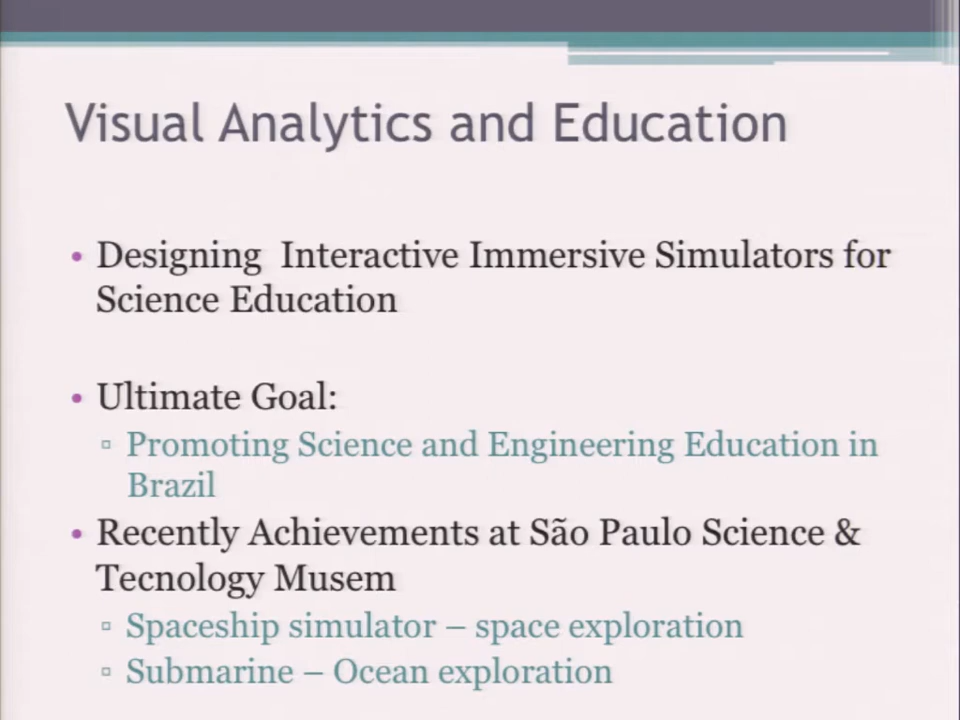 Visual Analytics and Education
• Designing  Interactive Immersive Simulators for
Science Education
• Ultimate Goal:
▫ Promoting Science and Engineering Education in
Brazil
• Recently Achievements at São Paulo Science &
Tecnology Musem
▫ Spaceship simulator – space exploration
▫ Submarine – Ocean exploration